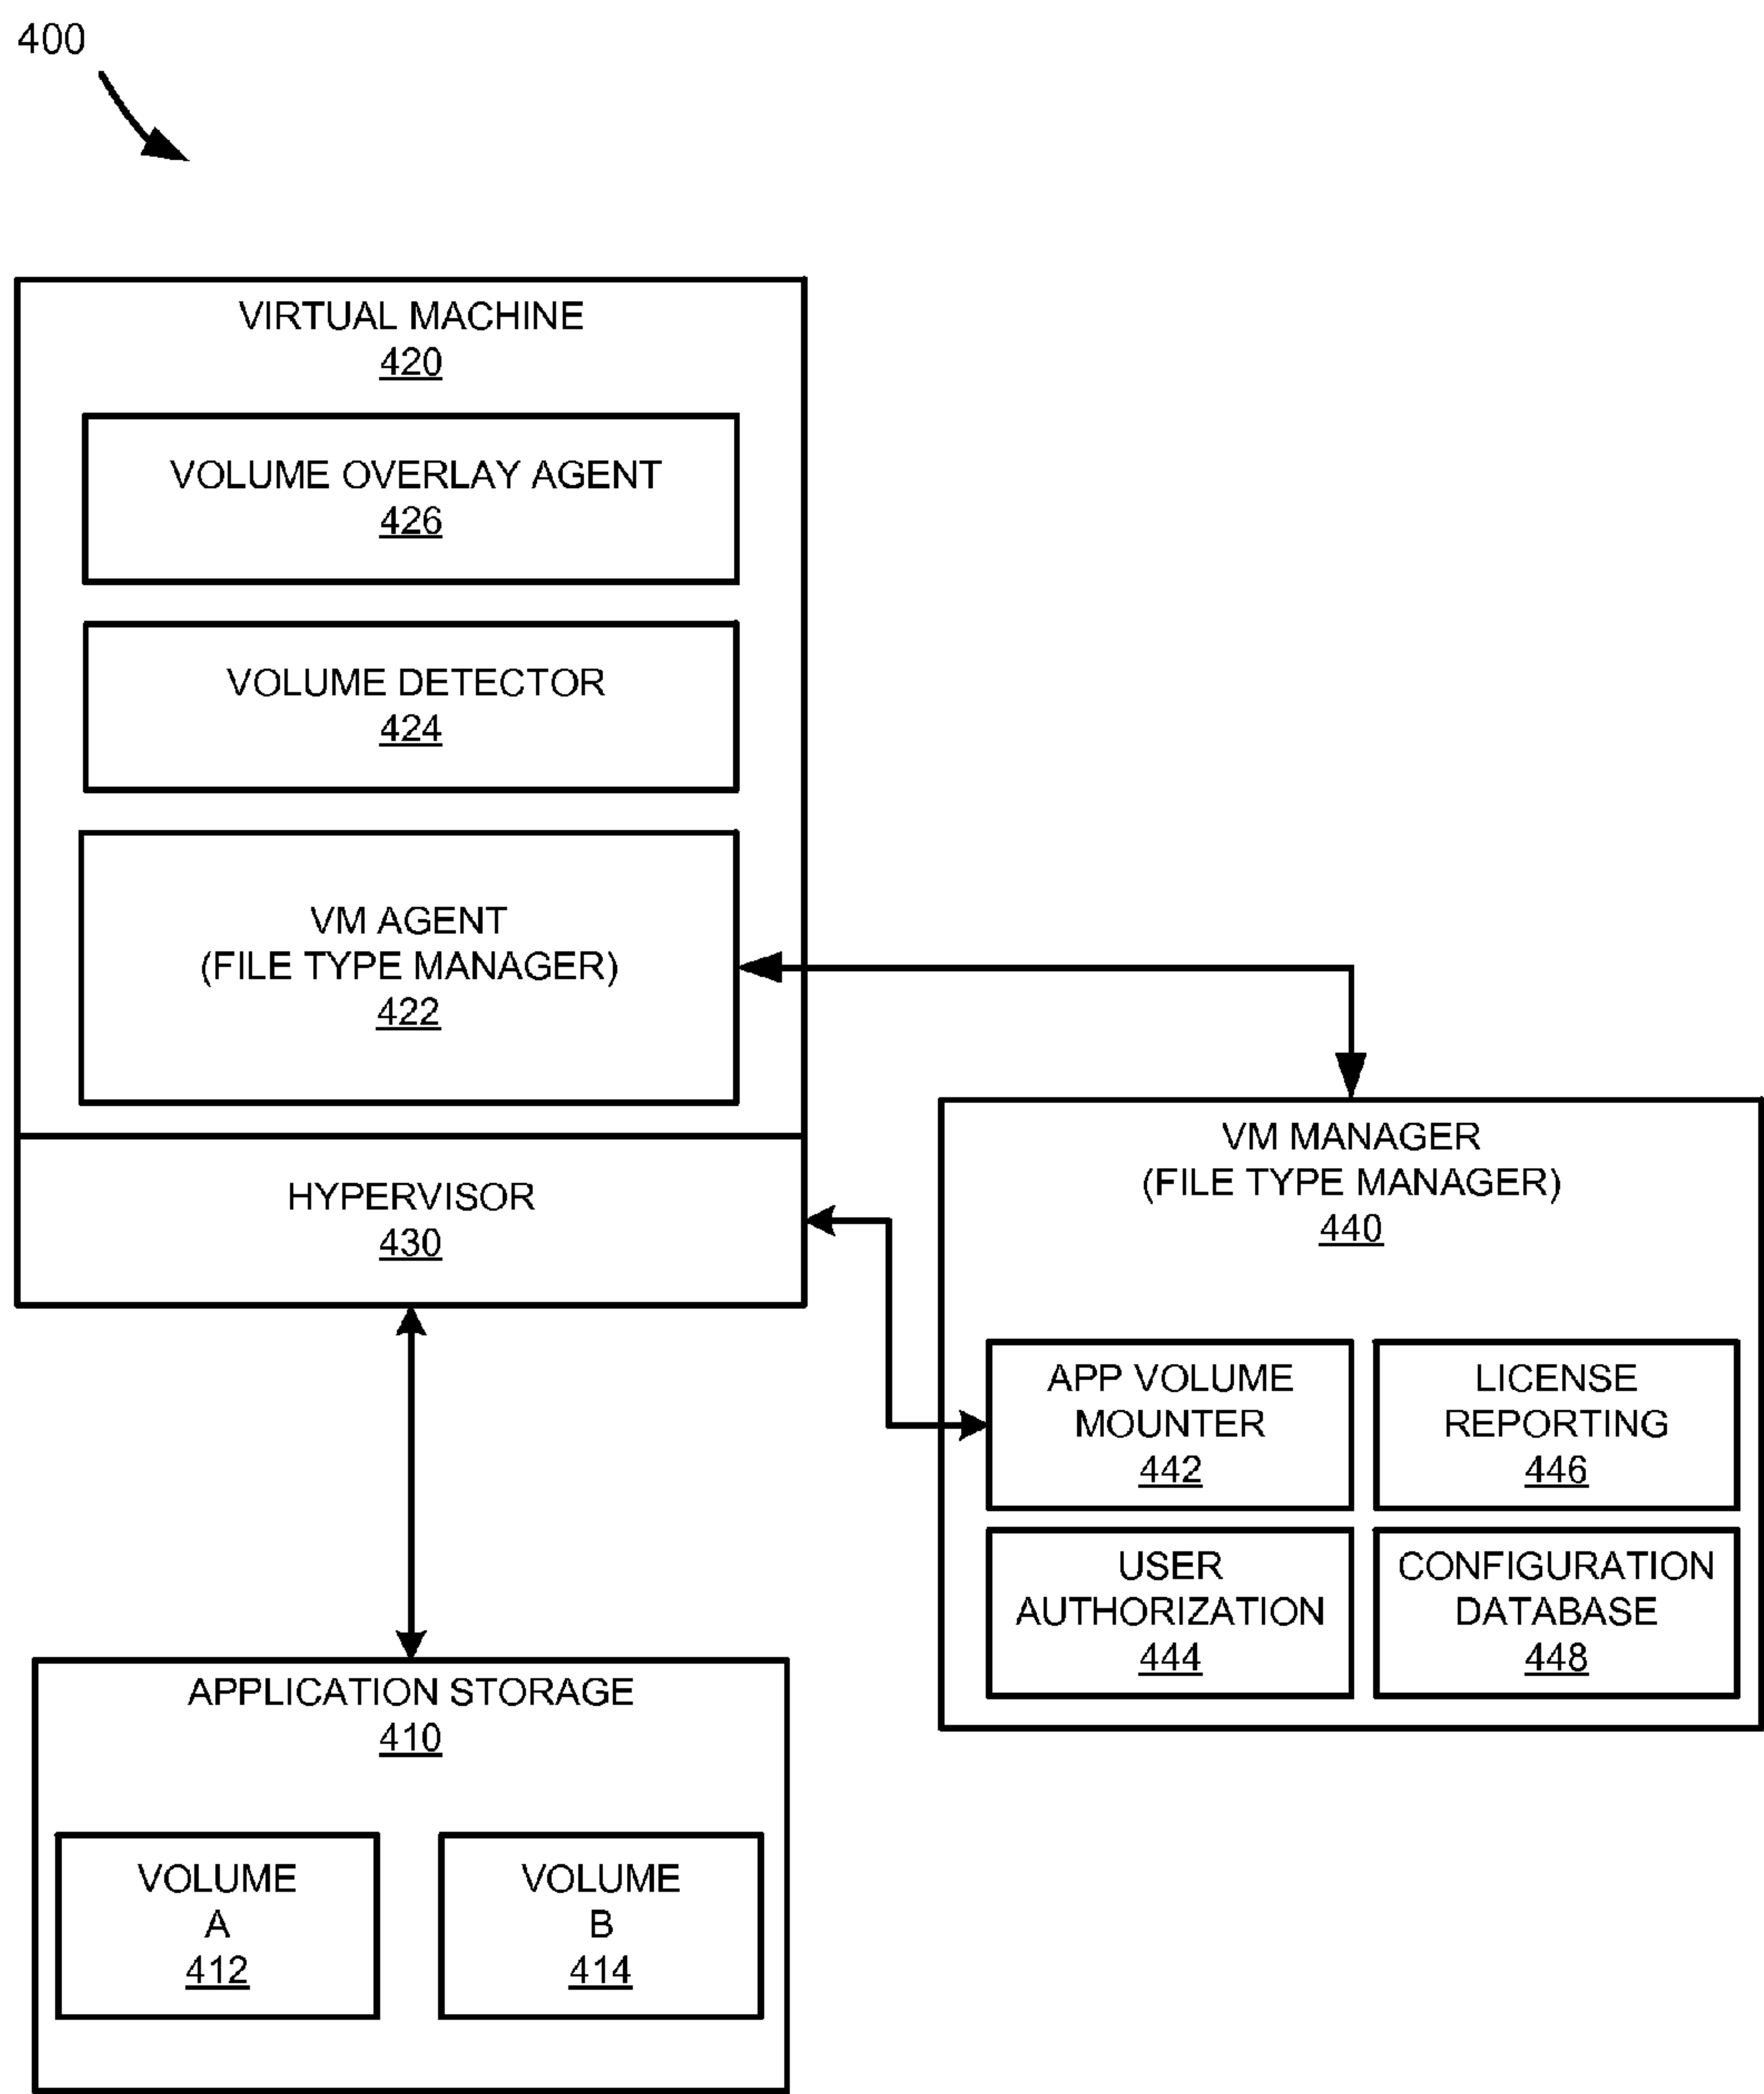 400
VIRTUAL MACHINE
420
VOLUME OVERLAY AGENT
426
VOLUME DETECTOR
424
VM AGENT
(FILE TYPE MANAGER)
422
HYPERVISOR
430
VM MANAGER
(FILE TYPE MANAGER)
440
APP VOLUME
MOUNTER
442
LICENSE
REPORTING
446
USER
AUTHORIZATION
444
CONFIGURATION
DATABASE
448
APPLICATION STORAGE
410
VOLUME
A
412
VOLUME
B
414